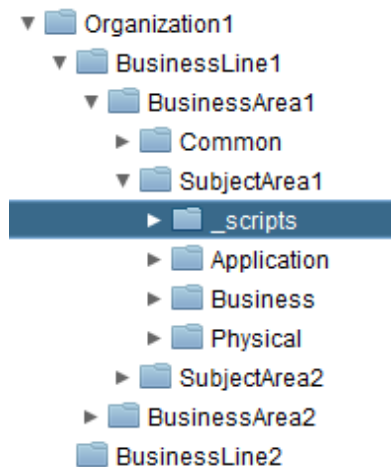 Organization1
BusinessLine1
BusinessArea1
Common
SubjectArea1
_scripts
Application
Business
Physical
SubjectArea2
BusinessArea2
BusinessLine2